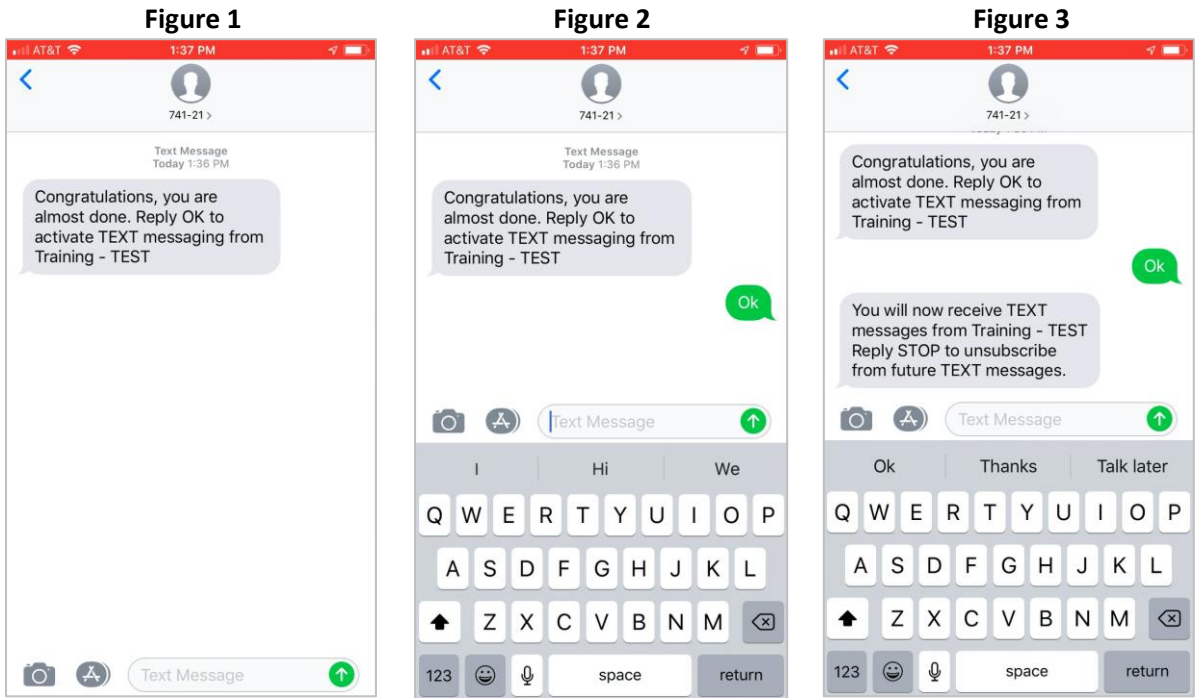 Figure 1
AT&T 1:37 PM
741-21 >
Text Message
Today 1:36 PM
Congratulations, you are
almost done. Reply OK to
activate TEXT messaging from
Training - TEST
Text Message
Figure 2
AT&T 1:37 PM
741-21 >
Text Message
Today 1:36 PM
Congratulations, you are
almost done. Reply OK to
activate TEXT messaging from
Training - TEST
Ok
Text Message
I Hi We
Q W E R T Y U I O P
A S D F G H J K L
Z X C V B N M
123 space return
Figure 3
AT&T 1:37 PM
741-21 >
Congratulations, you are
almost done. Reply OK to
activate TEXT messaging from
Training - TEST
Ok
You will now receive TEXT
messages from Training - TEST
Reply STOP to unsubscribe
from future TEXT messages.
Text Message
Ok Thanks Talk later
Q W E R T Y U I O P
A S D F G H J K L
Z X C V B N M
123 space return